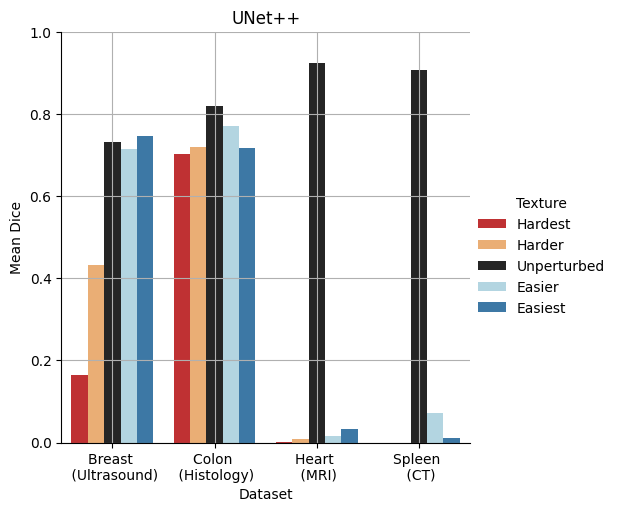 UNet++
1.0
0.8
0.6
0.4
0.2
0.0
Mean Dice
Breast
(Ultrasound)
Colon
(Histology)
Heart
(MRI)
Spleen
(CT)
Dataset
Texture
Hardest
Harder
Unperturbed
Easier
Easiest